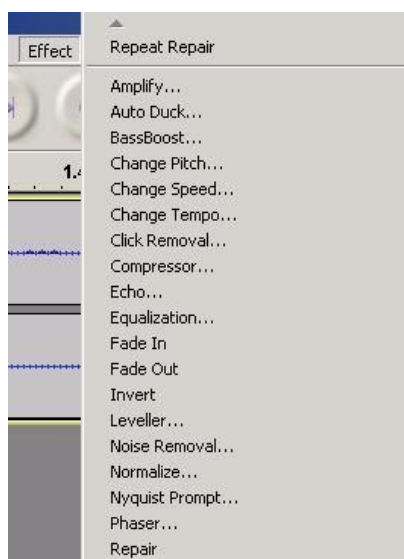 Effect
Repeat Repair
Amplify...
Auto Duck...
BassBoost...
Change Pitch...
Change Speed...
Change Tempo...
Click Removal...
Compressor...
Echo...
Equalization...
Fade In
Fade Out
Invert
Leveller...
Noise Removal...
Normalize...
Nyquist Prompt...
Phaser...
Repair